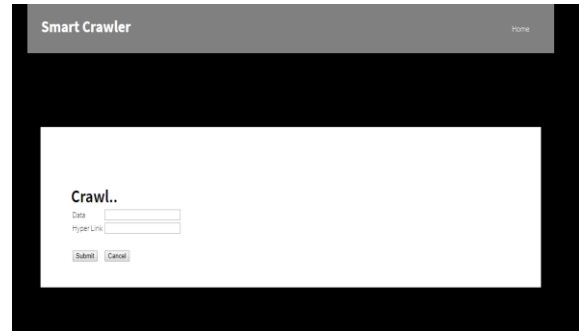 Smart Crawler
Home
Crawl..
Data
Hyper Link
Submit Cancel